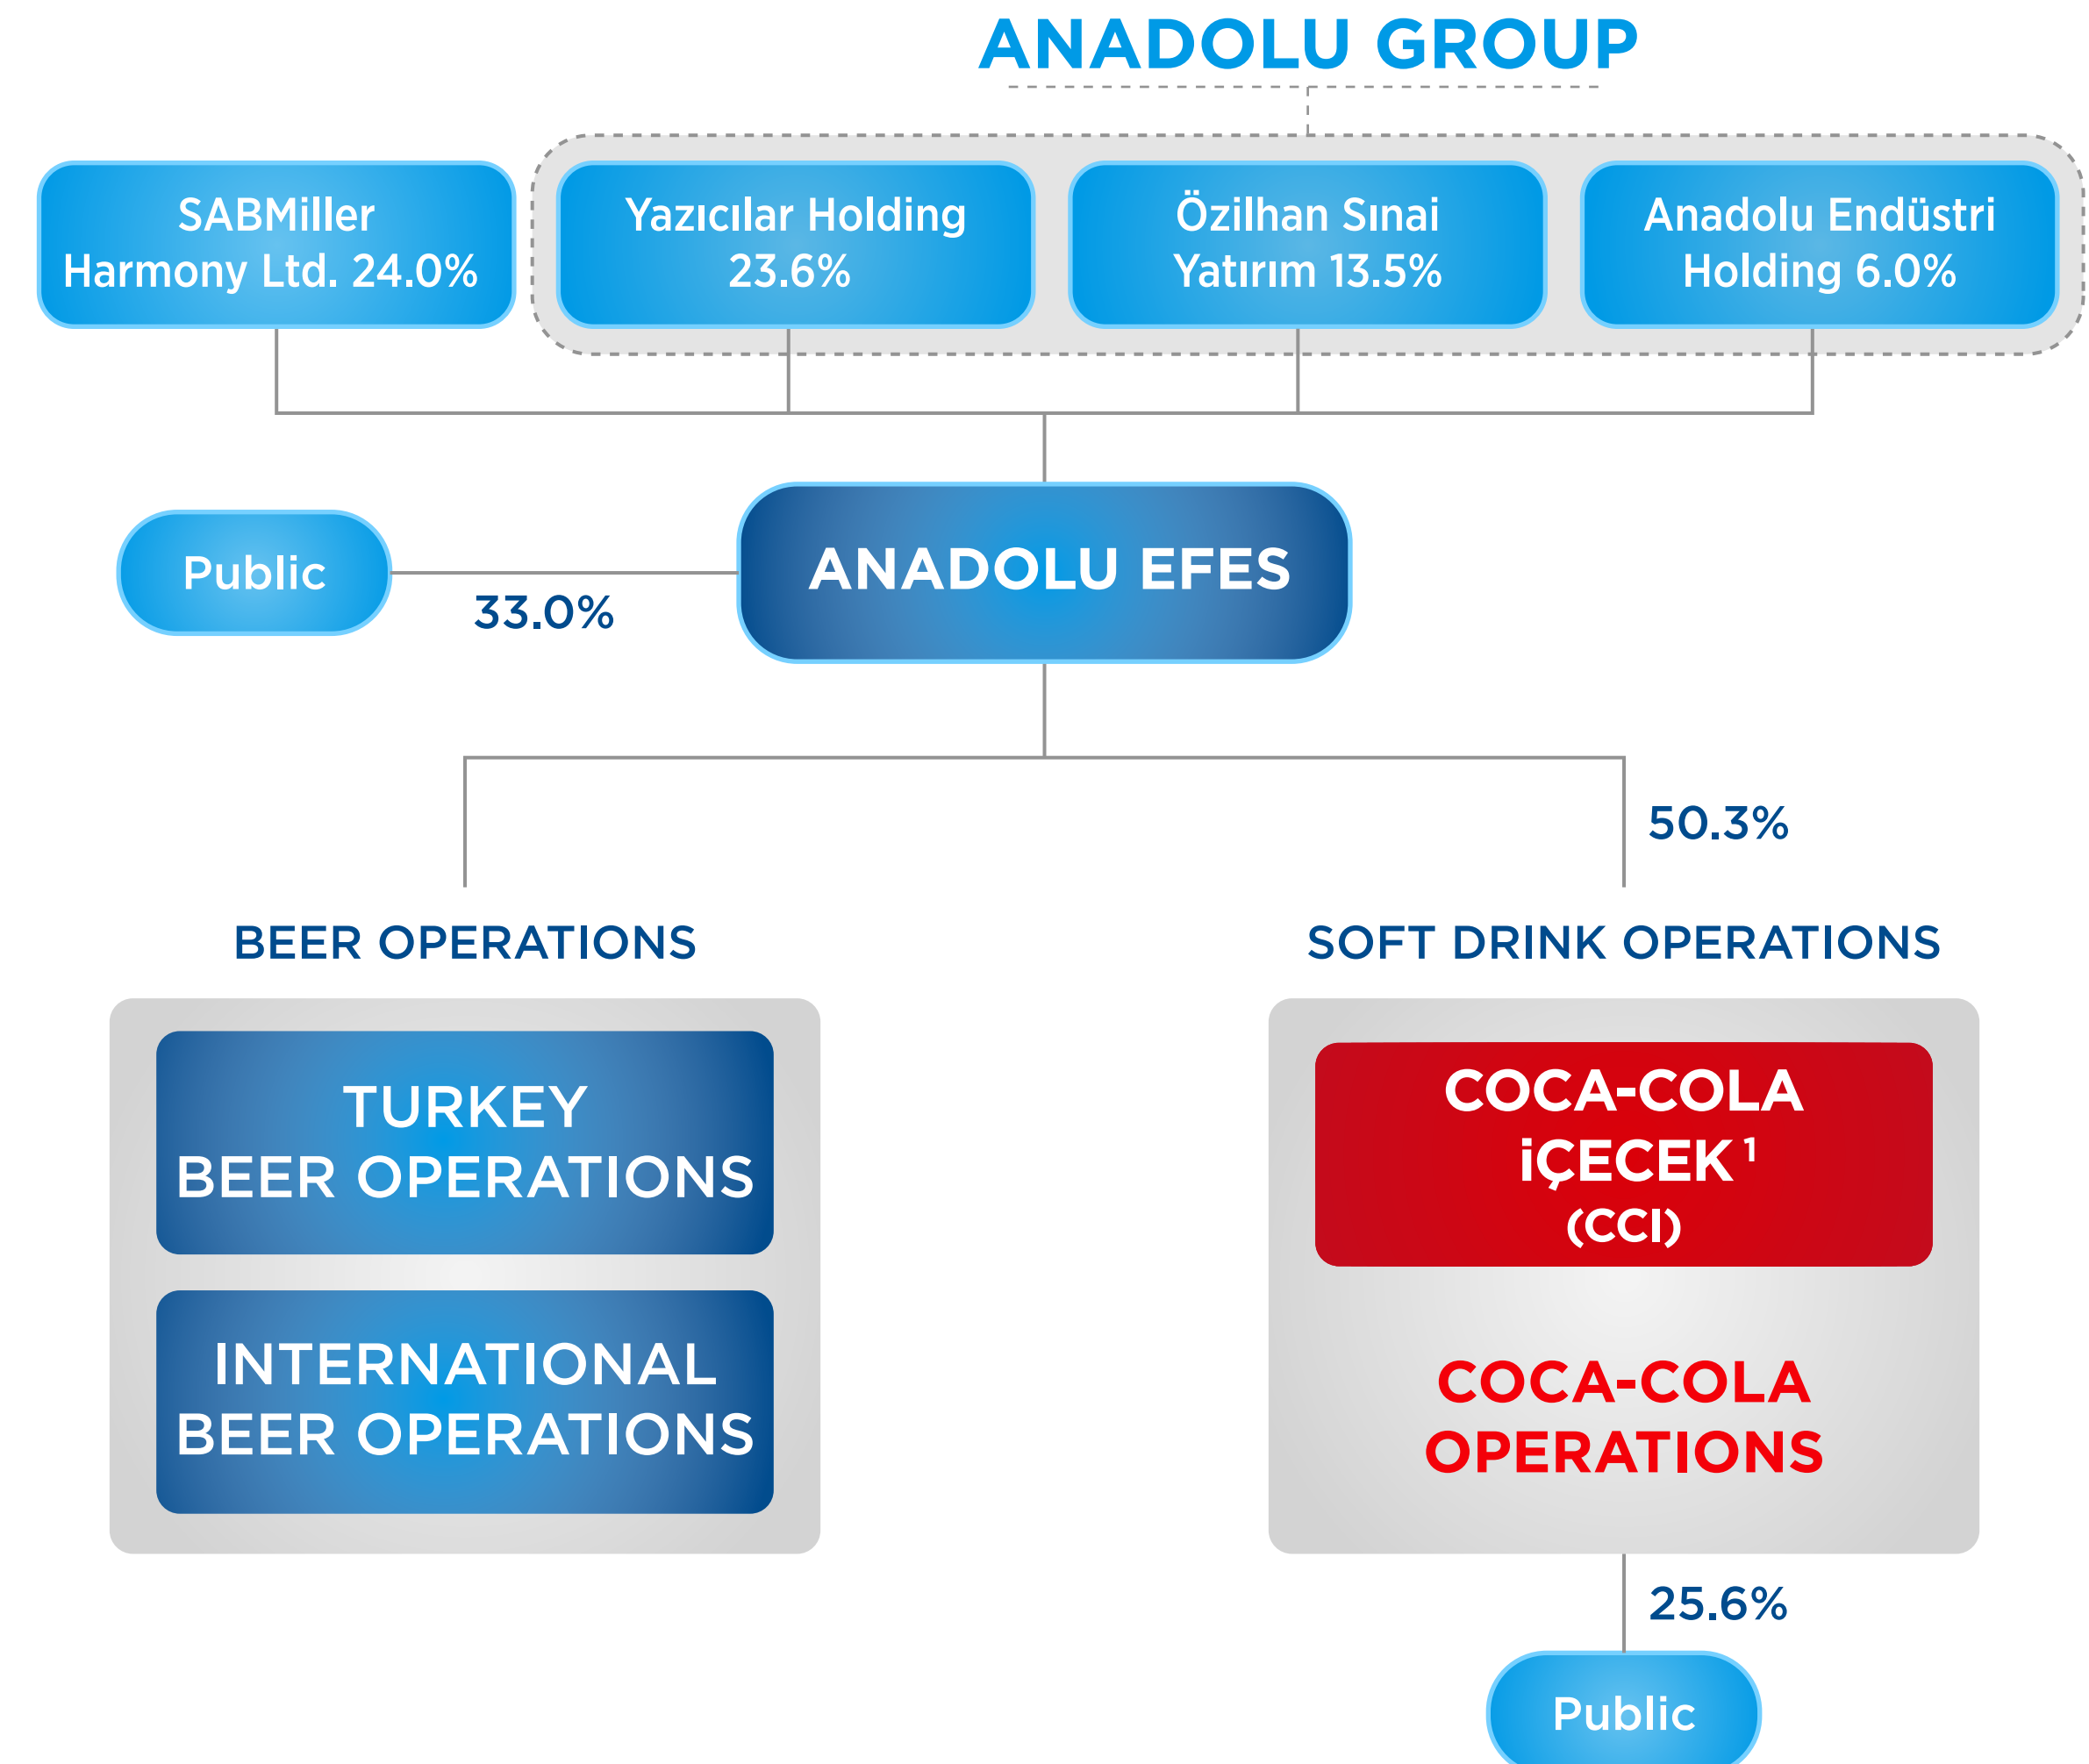 ANADOLU GROUP
SABMiller
Harmony Ltd. 24.0%
Yazıcılar Holding
23.6%
Özilhan Sınai
Yatırım 13.5%
Anadolu Endüstri
Holding 6.0%
Public
33.0%
ANADOLU EFES
50.3%
BEER OPERATIONS
SOFT DRINK OPERATIONS
TURKEY
BEER OPERATIONS
INTERNATIONAL
BEER OPERATIONS
COCA-COLA
iÇECEK ¹
(CCI)
COCA-COLA
OPERATIONS
25.6%
Public